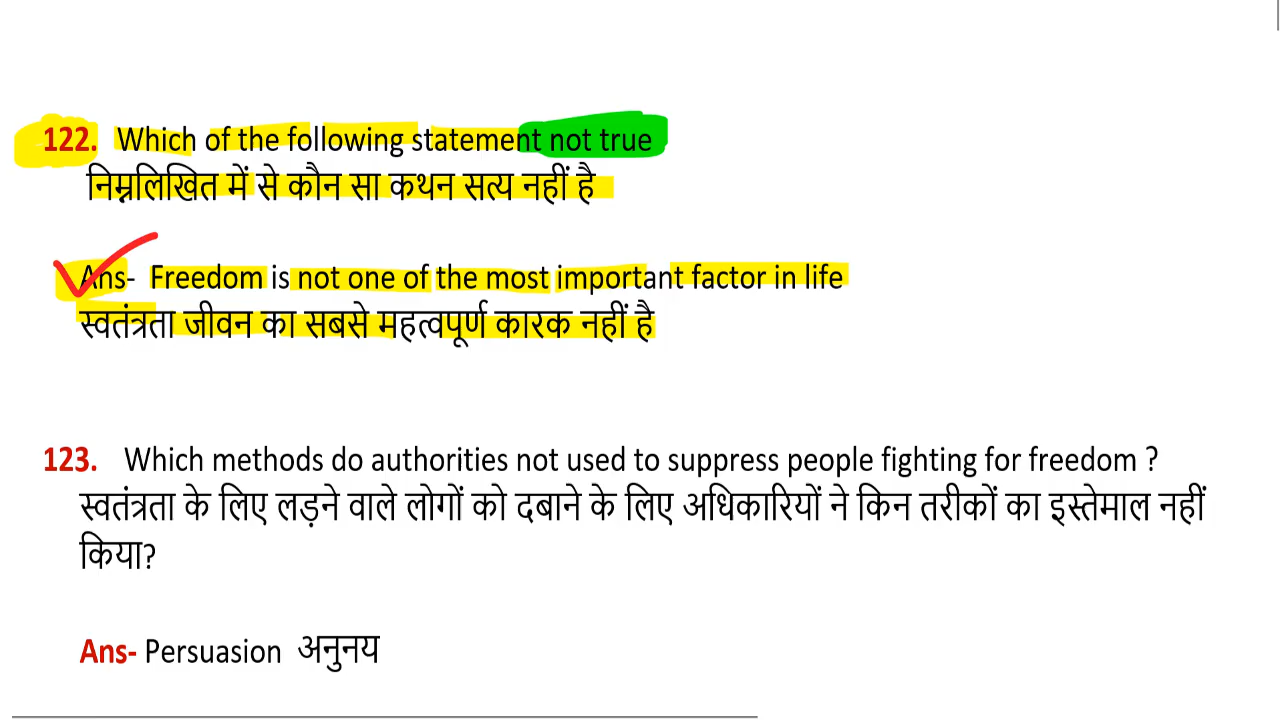 122. Which of the following statement not true
निम्नलिखित में से कौन सा कथन सत्य नहीं है
Ans- Freedom is not one of the most important factor in life
स्वतंत्रता जीवन का सबसे महत्वपूर्ण कारक नहीं है
123. Which methods do authorities not used to suppress people fighting for freedom ?
स्वतंत्रता के लिए लड़ने वाले लोगों को दबाने के लिए अधिकारियों ने किन तरीकों का इस्तेमाल नहीं
किया?
Ans- Persuasion अनुनय